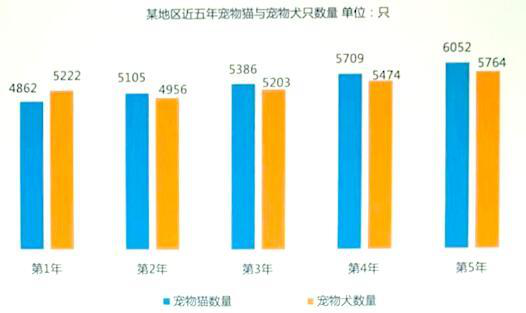 某地区近五年宠物猫与宠物犬只数量 单位：只
4862 5222 5105 4956 5386 5203 5709 5474 6052 5764
第1年 第2年 第3年 第4年 第5年
宠物猫数量 宠物犬数量